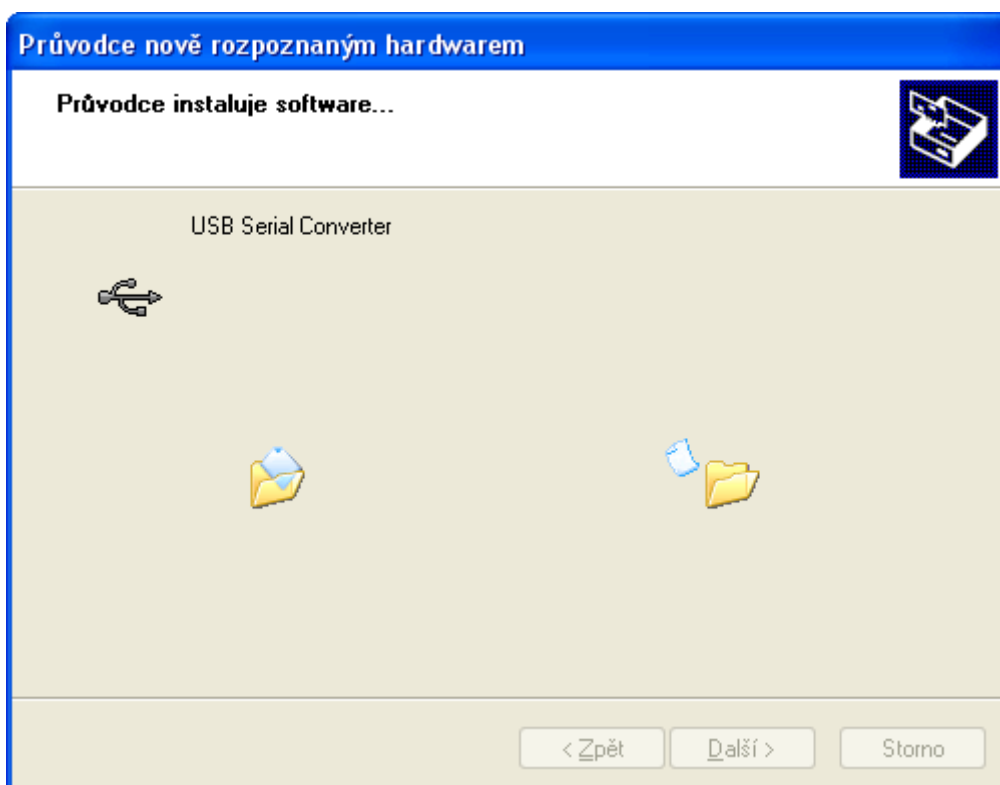 Průvodce nově rozpoznaným hardwarem
Průvodce instaluje software...
USB Serial Converter
< Zpět
Další >
Storno